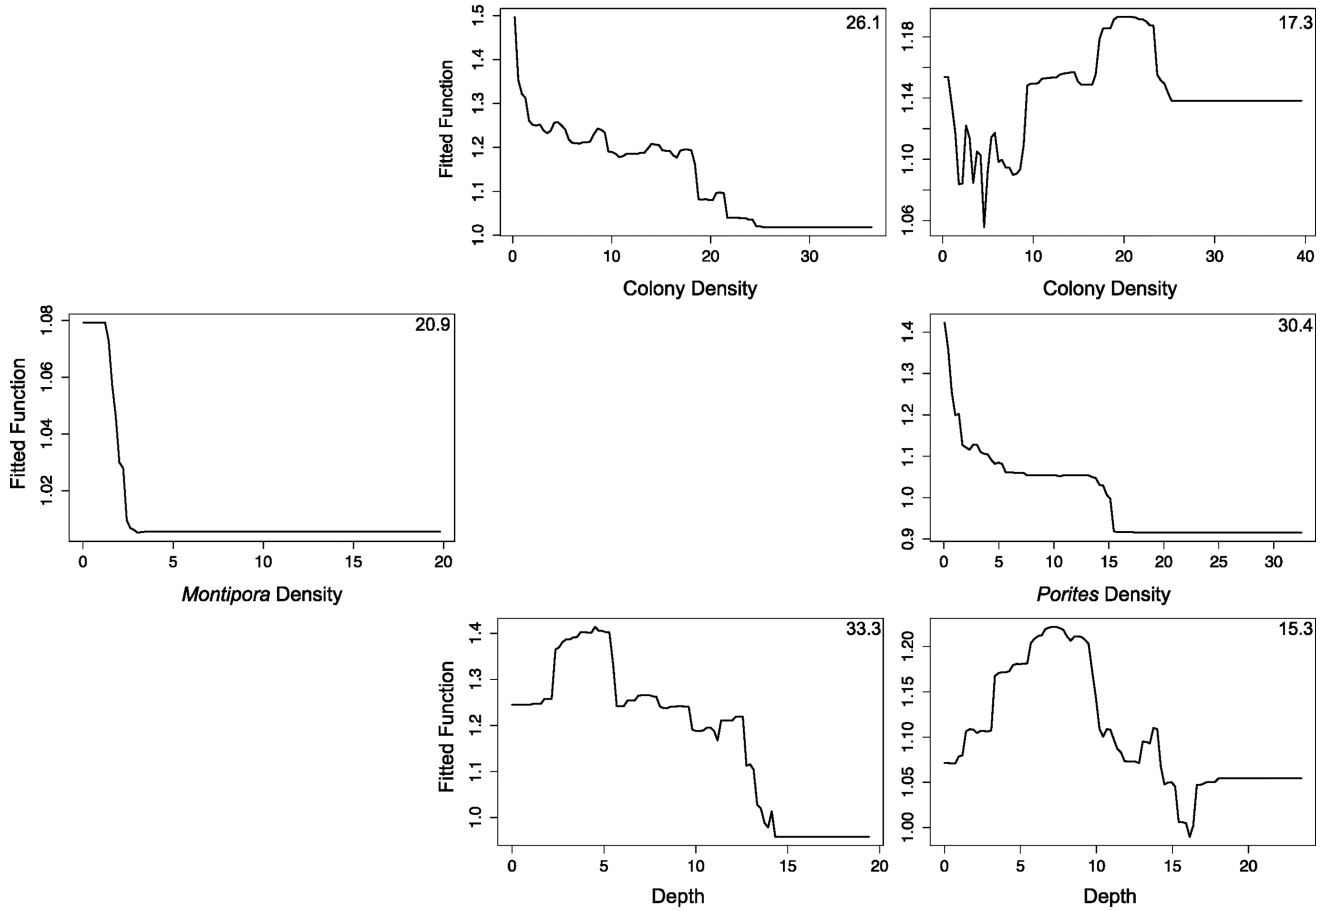 1.5
1.4
1.3
1.2
1.1
1.0
Fitted Function
26.1
0 10 20 30
Colony Density
1.18
1.14
1.10
1.06
17.3
0 10 20 30 40
Colony Density
1.08
1.06
1.04
1.02
Fitted Function
20.9
0 5 10 15 20
Montipora Density
1.4
1.3
1.2
1.1
1.0
0.9
30.4
0 5 10 15 20 25 30
Porites Density
1.4
1.3
1.2
1.1
1.0
Fitted Function
33.3
0 5 10 15 20
Depth
1.20
1.15
1.10
1.05
1.00
15.3
0 5 10 15 20
Depth